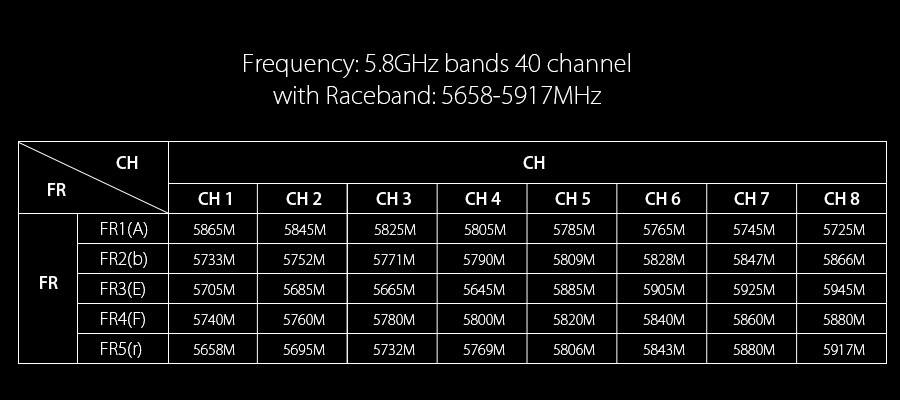 Frequency: 5.8GHz bands 40 channel
with Raceband: 5658-5917MHz
CH
FR
CH
CH 1 CH 2 CH 3 CH 4 CH 5 CH 6 CH 7 CH 8
FR
FR1(A) 5865M 5845M 5825M 5805M 5785M 5765M 5745M 5725M
FR2(b) 5733M 5752M 5771M 5790M 5809M 5828M 5847M 5866M
FR3(E) 5705M 5685M 5665M 5645M 5885M 5905M 5925M 5945M
FR4(F) 5740M 5760M 5780M 5800M 5820M 5840M 5860M 5880M
FR5(r) 5658M 5695M 5732M 5769M 5806M 5843M 5880M 5917M